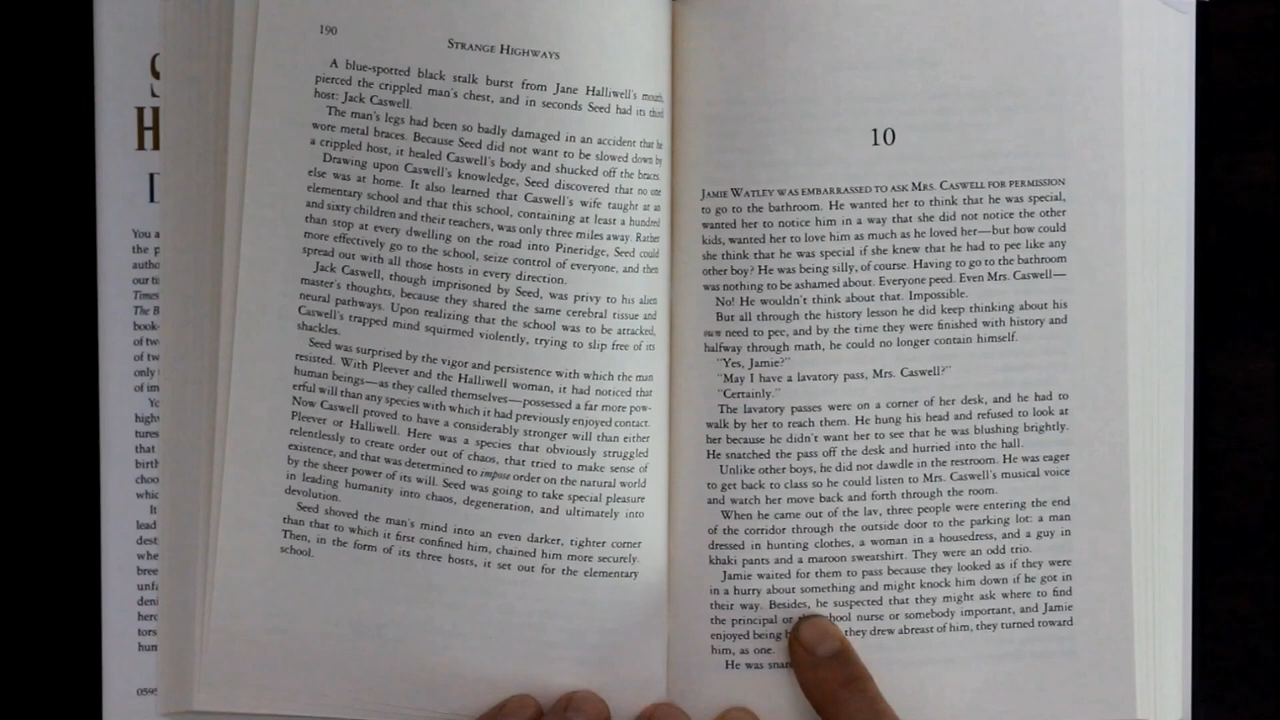 190
STRANGE HIGHWAYS
A blue-spotted black stalk burst from Jane Halliwell's mouth,
pierced the crippled man's chest, and in seconds Seed had its third
host: Jack Caswell.
The man's legs had been so badly damaged in an accident that he
wore metal braces. Because Seed did not want to be slowed down by
a crippled host, it healed Caswell's body and shucked off the braces.
Drawing upon Caswell's knowledge, Seed discovered that no one
else was at home. It also learned that Caswell's wife taught at an
elementary school and that this school, containing at least a hundred
and sixty children and their teachers, was only three miles away. Rather
than stop at every dwelling on the road into Pineridge, Seed could
more effectively go to the school, seize control of everyone, and then
spread out with all those hosts in every direction.
Jack Caswell, though imprisoned by Seed, was privy to his alien
master's thoughts, because they shared the same cerebral tissue and
neural pathways. Upon realizing that the school was to be attacked,
Caswell's trapped mind squirmed violently, trying to slip free of its
shackles.
Seed was surprised by the vigor and persistence with which the man
resisted. With Pleever and the Halliwell woman, it had noticed that
human beings—as they called themselves—possessed a far more pow-
erful will than any species with which it had previously enjoyed contact.
Now Caswell proved to have a considerably stronger will than either
Pleever or Halliwell. Here was a species that obviously struggled
relentlessly to create order out of chaos, that tried to make sense of
existence, and that was determined to impose order on the natural world
by the sheer power of its will. Seed was going to take special pleasure
in leading humanity into chaos, degeneration, and ultimately into
devolution.
Seed shoved the man's mind into an even darker, tighter corner
than that to which it first confined him, chained him more securely.
Then, in the form of its three hosts, it set out for the elementary
school.
10
JAMIE WATLEY WAS EMBARRASSED TO ASK MRS. CASWELL FOR PERMISSION
to go to the bathroom. He wanted her to think that he was special,
wanted her to notice him in a way that she did not notice the other
kids, wanted her to love him as much as he loved her—but how could
she think that he was special if she knew that he had to pee like any
other boy? He was being silly, of course. Having to go to the bathroom
was nothing to be ashamed about. Everyone peed. Even Mrs. Caswell—
No! He wouldn't think about that. Impossible.
But all through the history lesson he did keep thinking about his
own need to pee, and by the time they were finished with history and
halfway through math, he could no longer contain himself.
"Yes, Jamie?"
"May I have a lavatory pass, Mrs. Caswell?"
"Certainly."
The lavatory passes were on a corner of her desk, and he had to
walk by her to reach them. He hung his head and refused to look at
her because he didn't want her to see that he was blushing brightly.
He snatched the pass off the desk and hurried into the hall.
Unlike other boys, he did not dawdle in the restroom. He was eager
to get back to class so he could listen to Mrs. Caswell's musical voice
and watch her move back and forth through the room.
When he came out of the lav, three people were entering the end
of the corridor through the outside door to the parking lot: a man
dressed in hunting clothes, a woman in a housedress, and a guy in
khaki pants and a maroon sweatshirt. They were an odd trio.
Jamie waited for them to pass because they looked as if they were
in a hurry about something and might knock him down if he got in
their way. Besides, he suspected that they might ask where to find
the principal or school nurse or somebody important, and Jamie
enjoyed being they drew abreast of him, they turned toward
him, as one.
He was
You a
the p
autho
our ti
Times
The B
book-
of tw
of tw
only
of im
Yo
high
tures
that
birth
choo
whic
It
lead
dest
whe
bree
unfa
deni
hero
tors
hum